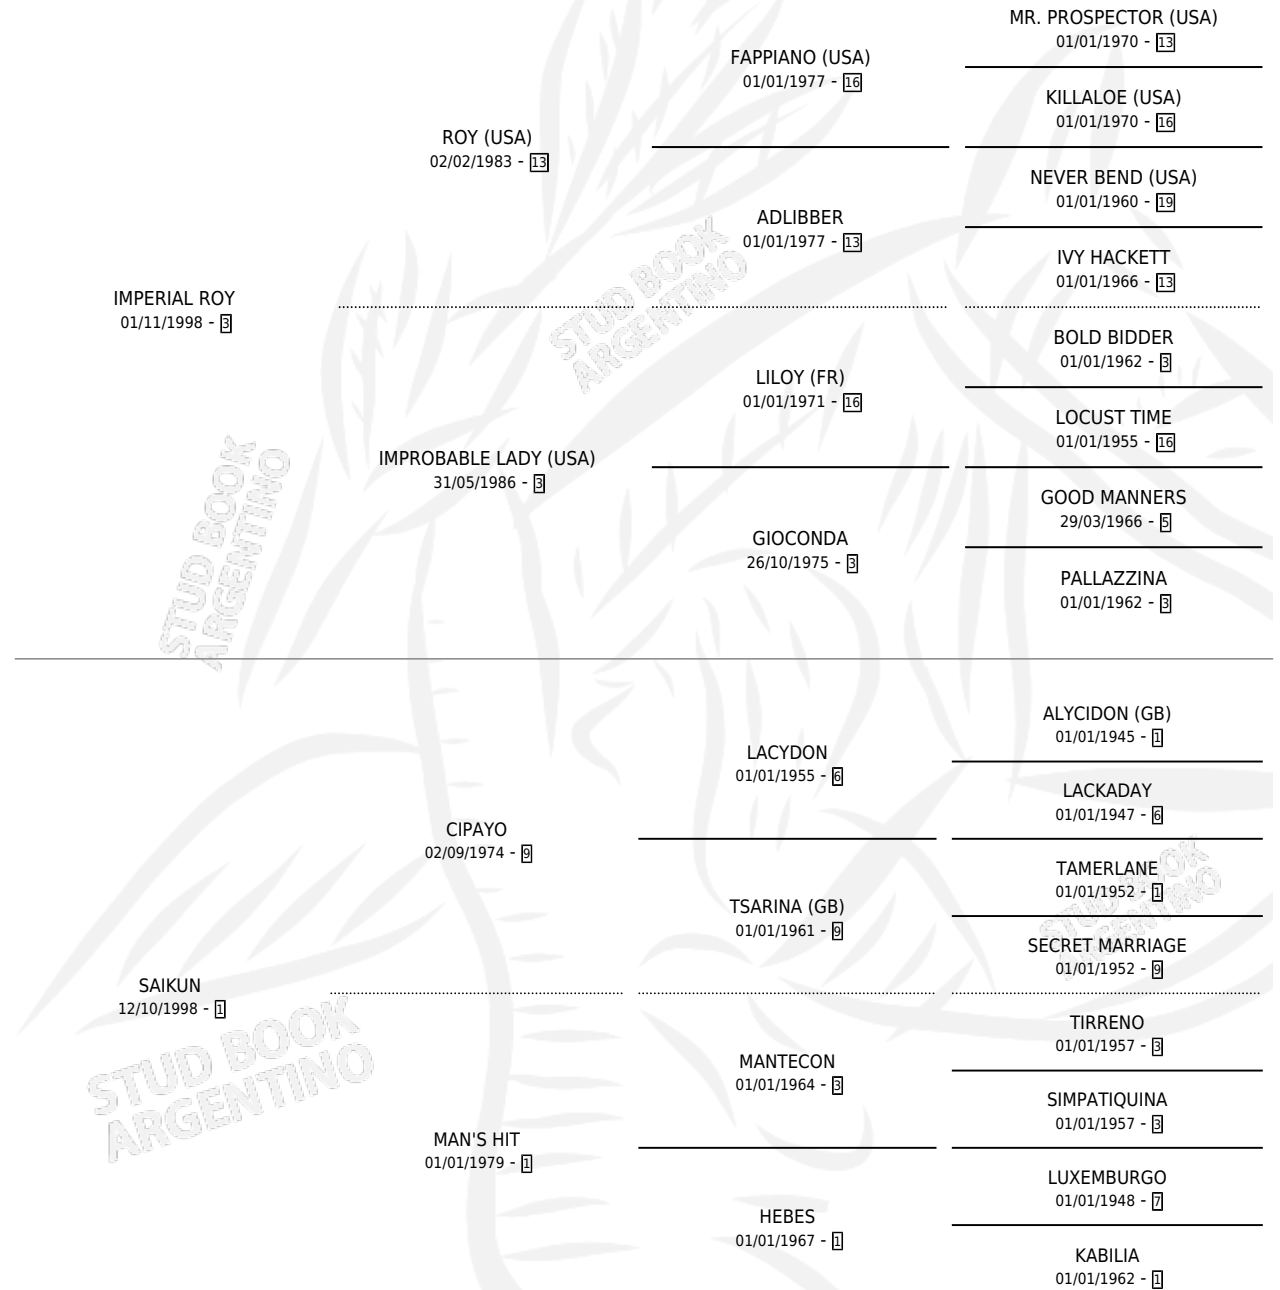 MR. PROSPECTOR (USA)
01/01/1970 - 13
FAPPIANO (USA)
01/01/1977 - 16
KILLALOE (USA)
01/01/1970 - 16
ROY (USA)
02/02/1983 - 13
NEVER BEND (USA)
01/01/1960 - 19
ADLIBBER
01/01/1977 - 13
IVY HACKETT
01/01/1966 - 13
IMPERIAL ROY
01/11/1998 - 3
BOLD BIDDER
01/01/1962 - 3
LILOY (FR)
01/01/1971 - 16
LOCUST TIME
01/01/1955 - 16
IMPROBABLE LADY (USA)
31/05/1986 - 3
GOOD MANNERS
29/03/1966 - 5
GIOCONDA
26/10/1975 - 3
PALLAZZINA
01/01/1962 - 3
STUD BOOK
ARGENTINO
STUD BOOK
ARGENTINO
ALYCIDON (GB)
01/01/1945 - 1
LACYDON
01/01/1955 - 6
LACKADAY
01/01/1947 - 6
CIPAYO
02/09/1974 - 9
TAMERLANE
01/01/1952 - 1
TSARINA (GB)
01/01/1961 - 9
SECRET MARRIAGE
01/01/1952 - 9
SAIKUN
12/10/1998 - 1
TIRRENO
01/01/1957 - 3
MANTECON
01/01/1964 - 3
SIMPATIQUINA
01/01/1957 - 3
MAN'S HIT
01/01/1979 - 1
LUXEMBURGO
01/01/1948 - 7
HEBES
01/01/1967 - 1
KABILIA
01/01/1962 - 1
STUD BOOK
ARGENTINO
STUD BOOK
ARGENTINO